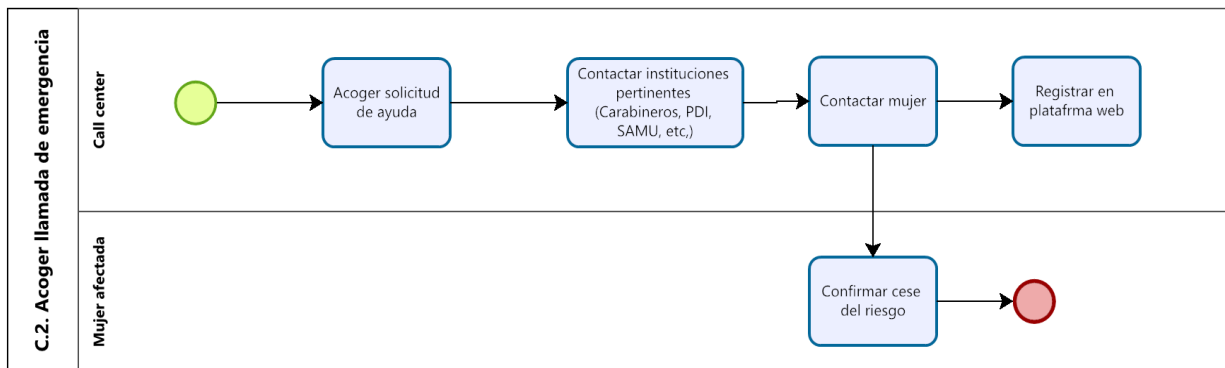 C.2. Acoger llamada de emergencia
Call center
Acoger solicitud
de ayuda
Contactar instituciones
pertinentes
(Carabineros, PDI,
SAMU, etc,)
Contactar mujer
Registrar en
platafrma web
Mujer afectada
Confirmar cese
del riesgo